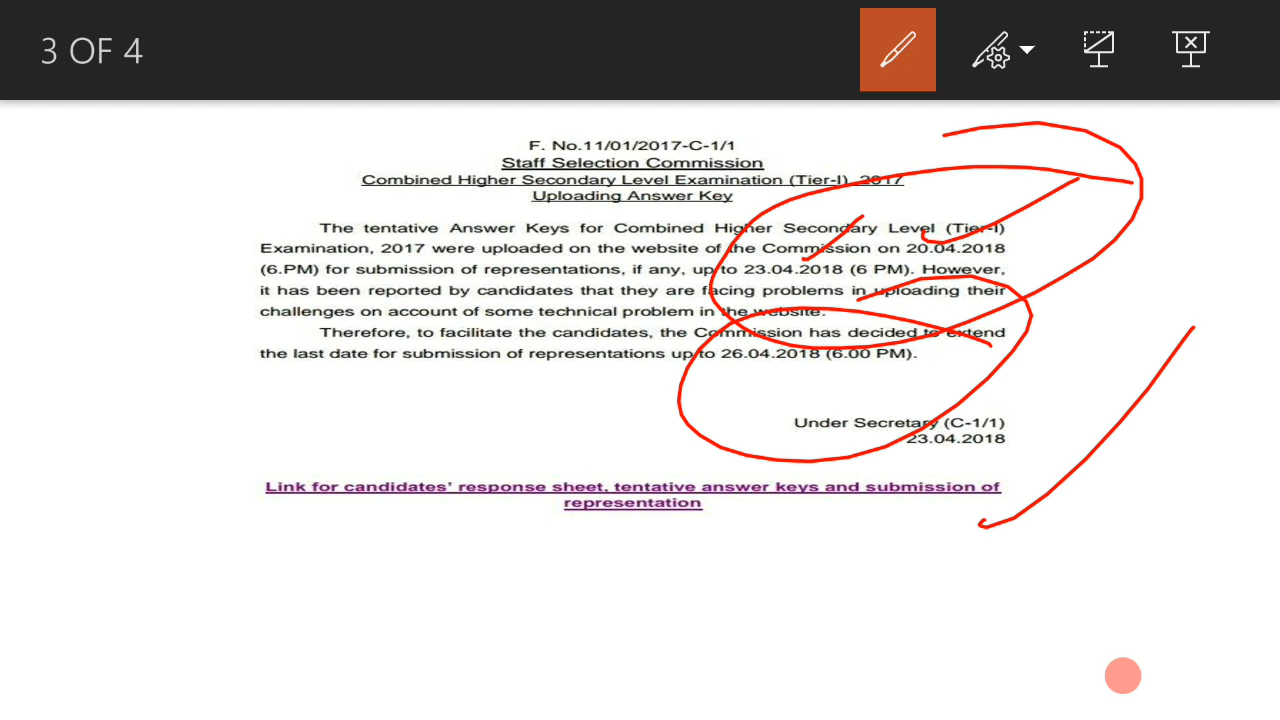 3 OF 4
F. No.11/01/2017-C-1/1
Staff Selection Commission
Combined Higher Secondary Level Examination (Tier-I), 2017
Uploading Answer Key
The tentative Answer Keys for Combined Higher Secondary Level (Tier-I)
Examination, 2017 were uploaded on the website of the Commission on 20.04.2018
(6.PM) for submission of representations, if any, up to 23.04.2018 (6 PM). However,
it has been reported by candidates that they are facing problems in uploading their
challenges on account of some technical problem in the website.
Therefore, to facilitate the candidates, the Commission has decided to extend
the last date for submission of representations up to 26.04.2018 (6.00 PM).
Under Secretary (C-1/1)
23.04.2018
Link for candidates' response sheet, tentative answer keys and submission of
representation